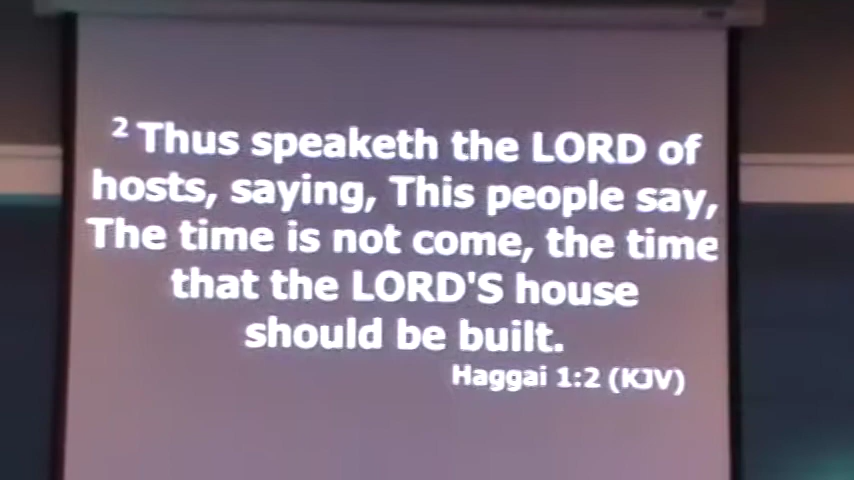 2 Thus speaketh the LORD of
hosts, saying, This people say,
The time is not come, the time
that the LORD'S house
should be built.
Haggai 1:2 (KJV)